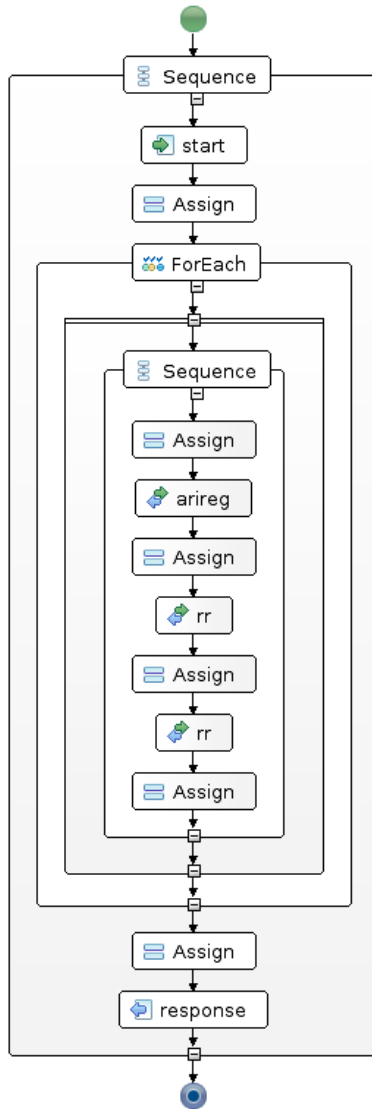 Sequence
start
Assign
ForEach
Sequence
Assign
arireg
Assign
rr
Assign
rr
Assign
Assign
response